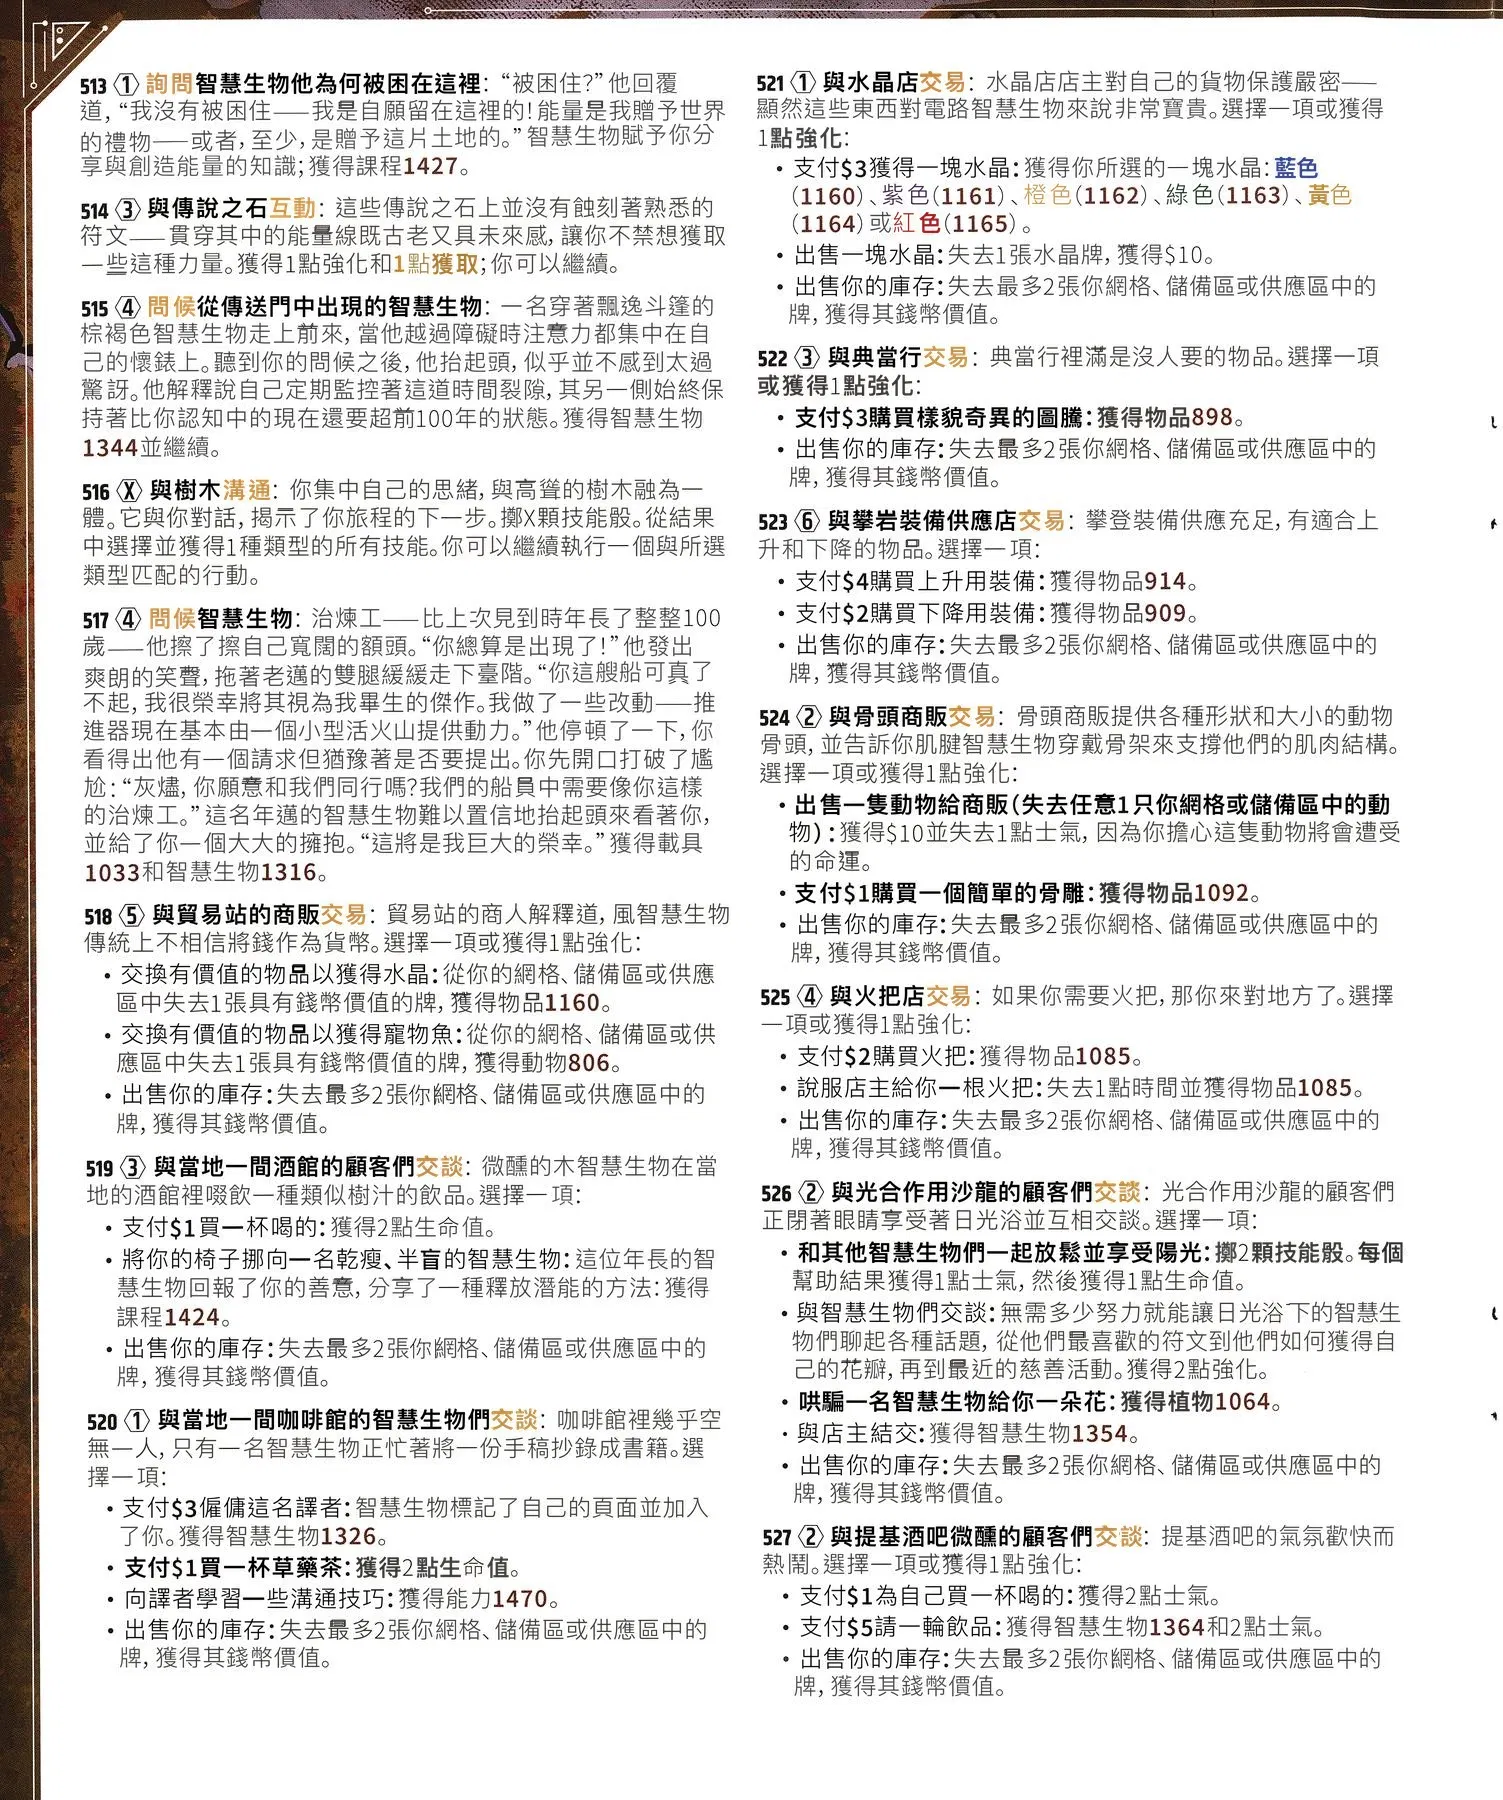 513 ① 詢問智慧生物他為何被困在這裡：“被困住？”他回覆
道，“我沒有被困住——我是自願留在這裡的！能量是我贈予世界
的禮物——或者，至少，是贈予這片土地的。”智慧生物賦予你分
享與創造能量的知識；獲得課程1427。
514 ③ 與傳說之石互動：這些傳說之石上並沒有蝕刻著熟悉的
符文——貫穿其中的能量線既古老又具未來感，讓你不禁想獲取
一些這種力量。獲得1點強化和1點獲取；你可以繼續。
515 ④ 問候從傳送門中出現的智慧生物：一名穿著飄逸斗篷的
棕褐色智慧生物走上前來，當他越過障礙時注意力都集中在自
己的懷錶上。聽到你的問候之後，他抬起頭，似乎並不感到太過
驚訝。他解釋說自己定期監控著這道時間裂隙，其另一側始終保
持著比你認知中的現在還要超前100年的狀態。獲得智慧生物
1344並繼續。
516 Ⓧ 與樹木溝通：你集中自己的思緒，與高聳的樹木融為一
體。它與你對話，揭示了你旅程的下一步。擲X顆技能骰。從結果
中選擇並獲得1種類型的所有技能。你可以繼續執行一個與所選
類型匹配的行動。
517 ④ 問候智慧生物：治煉工——比上次見到時年長了整整100
歲——他擦了擦自己寬闊的額頭。“你總算是出現了！”他發出
爽朗的笑聲，拖著老邁的雙腿緩緩走下臺階。“你這艘船可真了
不起，我很榮幸將其視為我畢生的傑作。我做了一些改動——推
進器現在基本由一個小型活火山提供動力。”他停頓了一下，你
看得出他有一個請求但猶豫著是否要提出。你先開口打破了尷
尬：“灰燼，你願意和我們同行嗎？我們的船員中需要像你這樣
的治煉工。”這名年邁的智慧生物難以置信地抬起頭來看著你，
並給了你一個大大的擁抱。“這將是我巨大的榮幸。”獲得載具
1033和智慧生物1316。
518 ⑤ 與貿易站的商販交易：貿易站的商人解釋道，風智慧生物
傳統上不相信將錢作為貨幣。選擇一項或獲得1點強化：
• 交換有價值的物品以獲得水晶：從你的網格、儲備區或供應
區中失去1張具有錢幣價值的牌，獲得物品1160。
• 交換有價值的物品以獲得寵物魚：從你的網格、儲備區或供
應區中失去1張具有錢幣價值的牌，獲得動物806。
• 出售你的庫存：失去最多2張你網格、儲備區或供應區中的
牌，獲得其錢幣價值。
519 ③ 與當地一間酒館的顧客們交談：微醺的木智慧生物在當
地的酒館裡啜飲一種類似樹汁的飲品。選擇一項：
• 支付$1買一杯喝的：獲得2點生命值。
• 將你的椅子挪向一名乾瘦、半盲的智慧生物：這位年長的智
慧生物回報了你的善意，分享了一種釋放潛能的方法：獲得
課程1424。
• 出售你的庫存：失去最多2張你網格、儲備區或供應區中的
牌，獲得其錢幣價值。
520 ① 與當地一間咖啡館的智慧生物們交談：咖啡館裡幾乎空
無一人，只有一名智慧生物正忙著將一份手稿抄錄成書籍。選
擇一項：
• 支付$3僱傭這名譯者：智慧生物標記了自己的頁面並加入
了你。獲得智慧生物1326。
• 支付$1買一杯草藥茶：獲得2點生命值。
• 向譯者學習一些溝通技巧：獲得能力1470。
• 出售你的庫存：失去最多2張你網格、儲備區或供應區中的
牌，獲得其錢幣價值。
521 ① 與水晶店交易：水晶店店主對自己的貨物保護嚴密——
顯然這些東西對電路智慧生物來說非常寶貴。選擇一項或獲得
1點強化：
• 支付$3獲得一塊水晶：獲得你所選的一塊水晶：藍色
（1160）、紫色（1161）、橙色（1162）、綠色（1163）、黃色
（1164）或紅色（1165）。
• 出售一塊水晶：失去1張水晶牌，獲得$10。
• 出售你的庫存：失去最多2張你網格、儲備區或供應區中的
牌，獲得其錢幣價值。
522 ③ 與典當行交易：典當行裡滿是沒人要的物品。選擇一項
或獲得1點強化：
• 支付$3購買樣貌奇異的圖騰：獲得物品898。
• 出售你的庫存：失去最多2張你網格、儲備區或供應區中的
牌，獲得其錢幣價值。
523 ⑥ 與攀岩裝備供應店交易：攀登裝備供應充足，有適合上
升和下降的物品。選擇一項：
• 支付$4購買上升用裝備：獲得物品914。
• 支付$2購買下降用裝備：獲得物品909。
• 出售你的庫存：失去最多2張你網格、儲備區或供應區中的
牌，獲得其錢幣價值。
524 ② 與骨頭商販交易：骨頭商販提供各種形狀和大小的動物
骨頭，並告訴你肌腱智慧生物穿戴骨架來支撐他們的肌肉結構。
選擇一項或獲得1點強化：
• 出售一隻動物給商販（失去任意1只你網格或儲備區中的動
物）：獲得$10並失去1點士氣，因為你擔心這隻動物將會遭受
的命運。
• 支付$1購買一個簡單的骨雕：獲得物品1092。
• 出售你的庫存：失去最多2張你網格、儲備區或供應區中的
牌，獲得其錢幣價值。
525 ④ 與火把店交易：如果你需要火把，那你來對地方了。選擇
一項或獲得1點強化：
• 支付$2購買火把：獲得物品1085。
• 說服店主給你一根火把：失去1點時間並獲得物品1085。
• 出售你的庫存：失去最多2張你網格、儲備區或供應區中的
牌，獲得其錢幣價值。
526 ② 與光合作用沙龍的顧客們交談：光合作用沙龍的顧客們
正閉著眼睛享受著日光浴並互相交談。選擇一項：
• 和其他智慧生物們一起放鬆並享受陽光：擲2顆技能骰。每個
幫助結果獲得1點士氣，然後獲得1點生命值。
• 與智慧生物們交談：無需多少努力就能讓日光浴下的智慧生
物們聊起各種話題，從他們最喜歡的符文到他們如何獲得自
己的花瓣，再到最近的慈善活動。獲得2點強化。
• 哄騙一名智慧生物給你一朵花：獲得植物1064。
• 與店主結交：獲得智慧生物1354。
• 出售你的庫存：失去最多2張你網格、儲備區或供應區中的
牌，獲得其錢幣價值。
527 ② 與提基酒吧微醺的顧客們交談：提基酒吧的氣氛歡快而
熱鬧。選擇一項或獲得1點強化：
• 支付$1為自己買一杯喝的：獲得2點士氣。
• 支付$5請一輪飲品：獲得智慧生物1364和2點士氣。
• 出售你的庫存：失去最多2張你網格、儲備區或供應區中的
牌，獲得其錢幣價值。